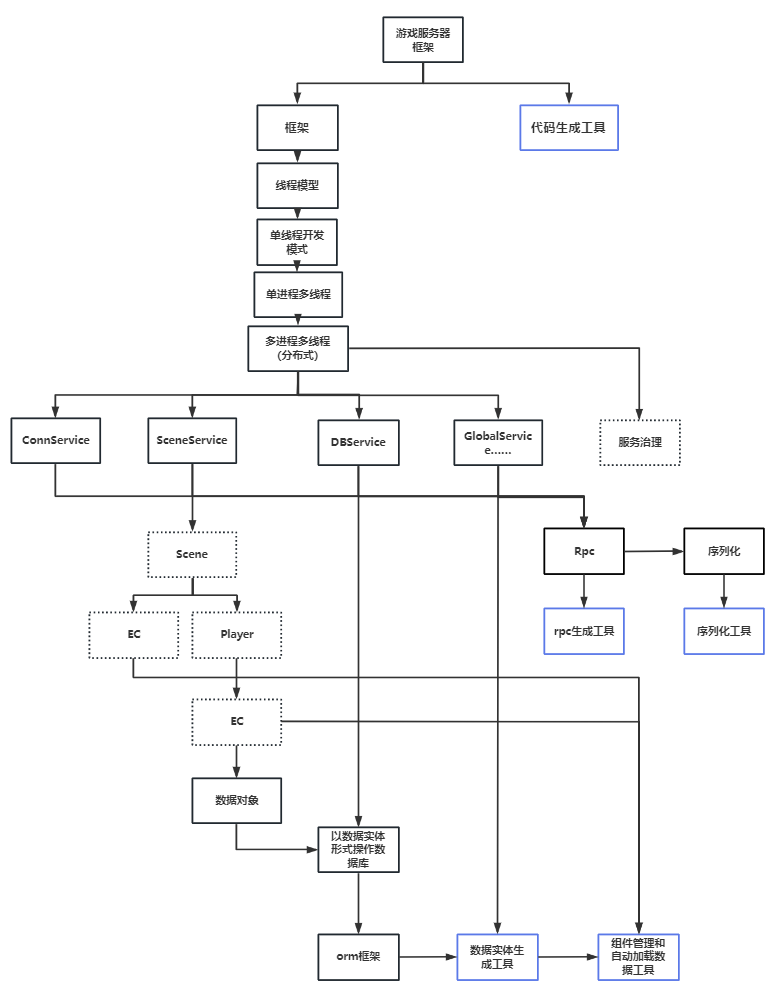 游戏服务器
框架
框架
代码生成工具
线程模型
单线程开发
模式
单进程多线程
多进程多线程
(分布式)
ConnService
SceneService
DBService
GlobalServic
e......
服务治理
Scene
Rpc
序列化
EC
Player
rpc生成工具
序列化工具
EC
数据对象
以数据实体
形式操作数
据库
orm框架
数据实体生
成工具
组件管理和
自动加载数
据工具